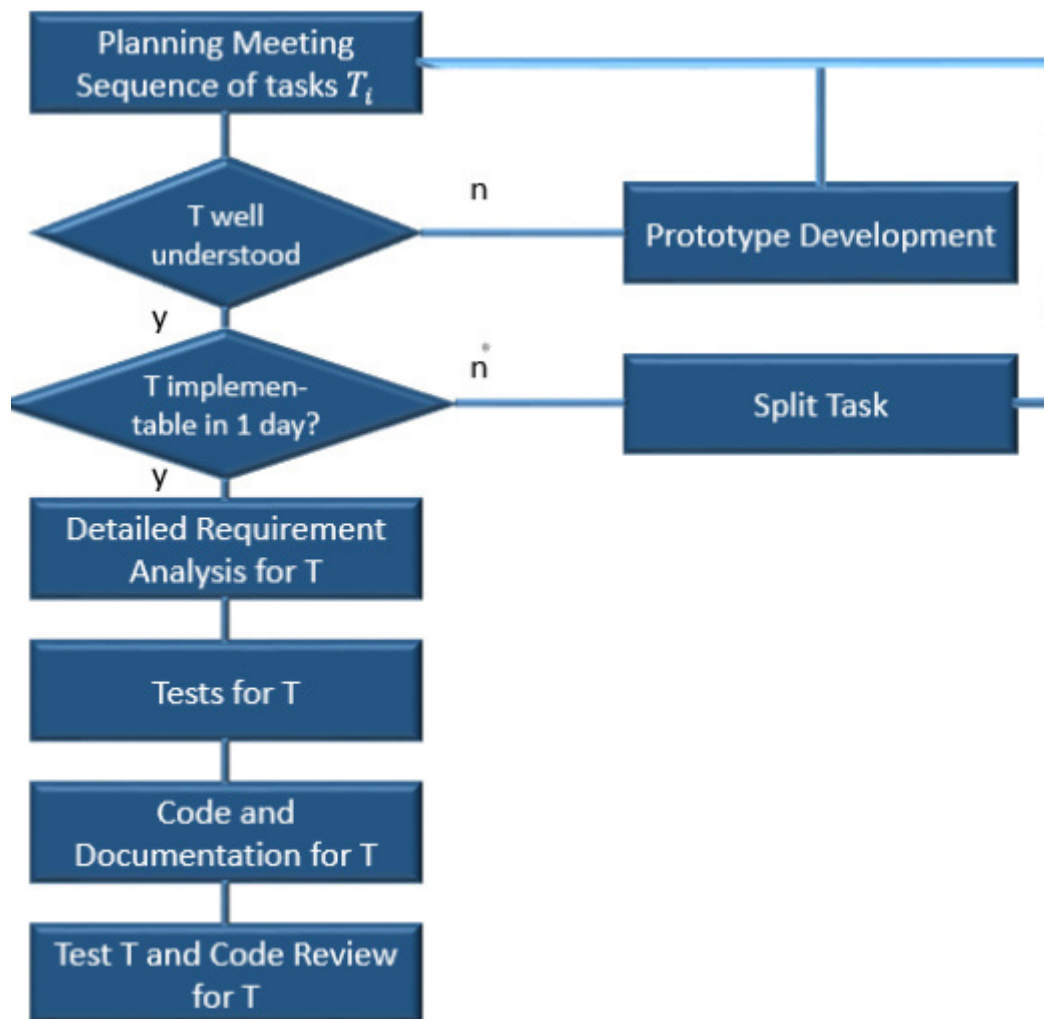 Planning Meeting
Sequence of tasks Tᵢ
T well
understood
n
Prototype Development
y
T implemen-
table in 1 day?
n
Split Task
y
Detailed Requirement
Analysis for T
Tests for T
Code and
Documentation for T
Test T and Code Review
for T